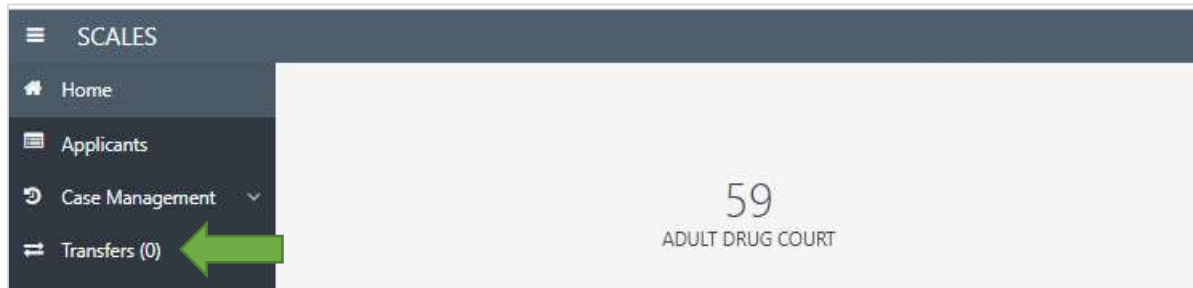 SCALES
Home
Applicants
Case Management
Transfers (0)
59
ADULT DRUG COURT